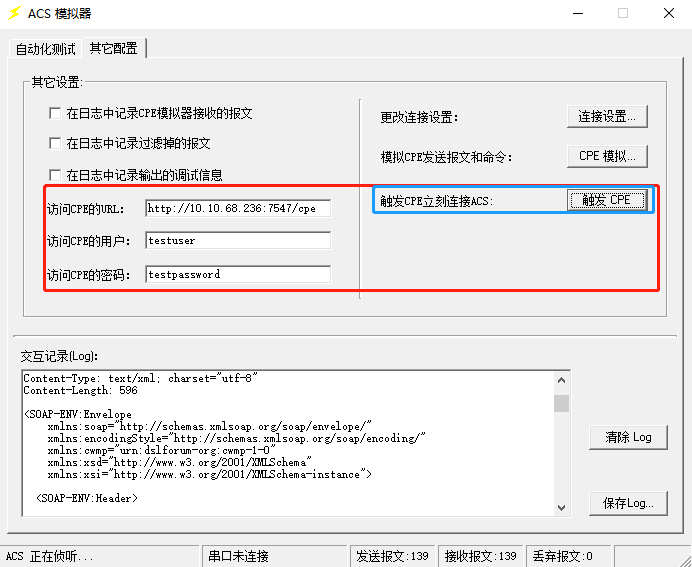 ACS 模拟器
自动化测试 其它配置
其它设置:
在日志中记录CPE模拟器接收的报文
在日志中记录过滤掉的报文
在日志中记录输出的调试信息
访问CPE的URL: http://10.10.68.236:7547/cpe
访问CPE的用户: testuser
访问CPE的密码: testpassword
更改连接设置: 连接设置...
模拟CPE发送报文和命令: CPE 模拟...
触发CPE立刻连接ACS: 触发 CPE
交互记录(Log):
Content-Type: text/xml; charset="utf-8"
Content-Length: 596
<SOAP-ENV:Envelope
xmlns:soap="http://schemas.xmlsoap.org/soap/envelope/"
xmlns:encodingStyle="http://schemas.xmlsoap.org/soap/encoding/"
xmlns:cwmp="urn:dslforum-org:cwmp-1-0"
xmlns:xsd="http://www.w3.org/2001/XMLSchema"
xmlns:xsi="http://www.w3.org/2001/XMLSchema-instance">
<SOAP-ENV:Header>
清除 Log
保存Log...
ACS 正在侦听... 串口未连接 发送报文:139 接收报文:139 丢弃报文:0